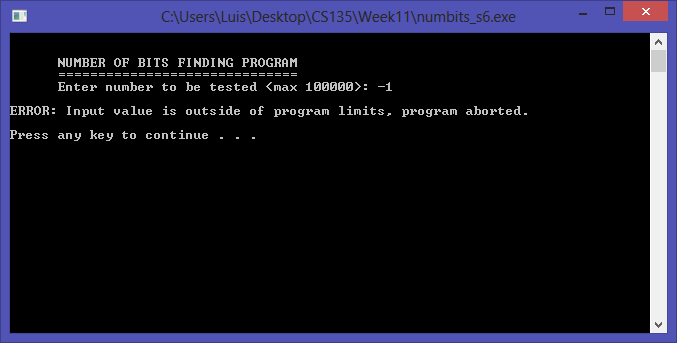 C:\Users\Luis\Desktop\CS135\Week11\numbits_s6.exe
NUMBER OF BITS FINDING PROGRAM
==============================
Enter number to be tested <max 100000>: -1
ERROR: Input value is outside of program limits, program aborted.
Press any key to continue . . .